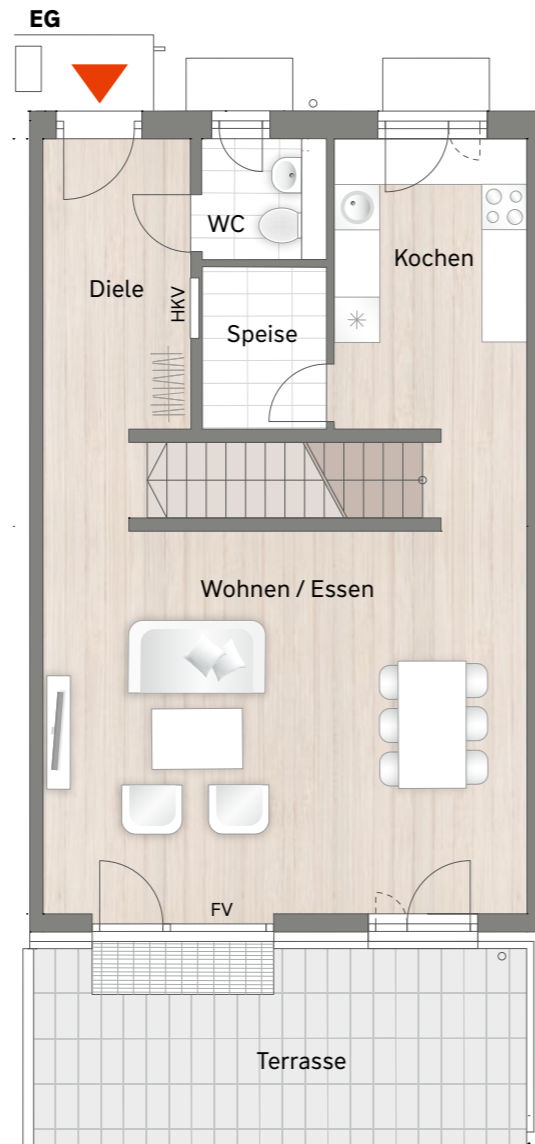 EG
WC
Kochen
Diele
HKV
Speise
Wohnen / Essen
FV
Terrasse